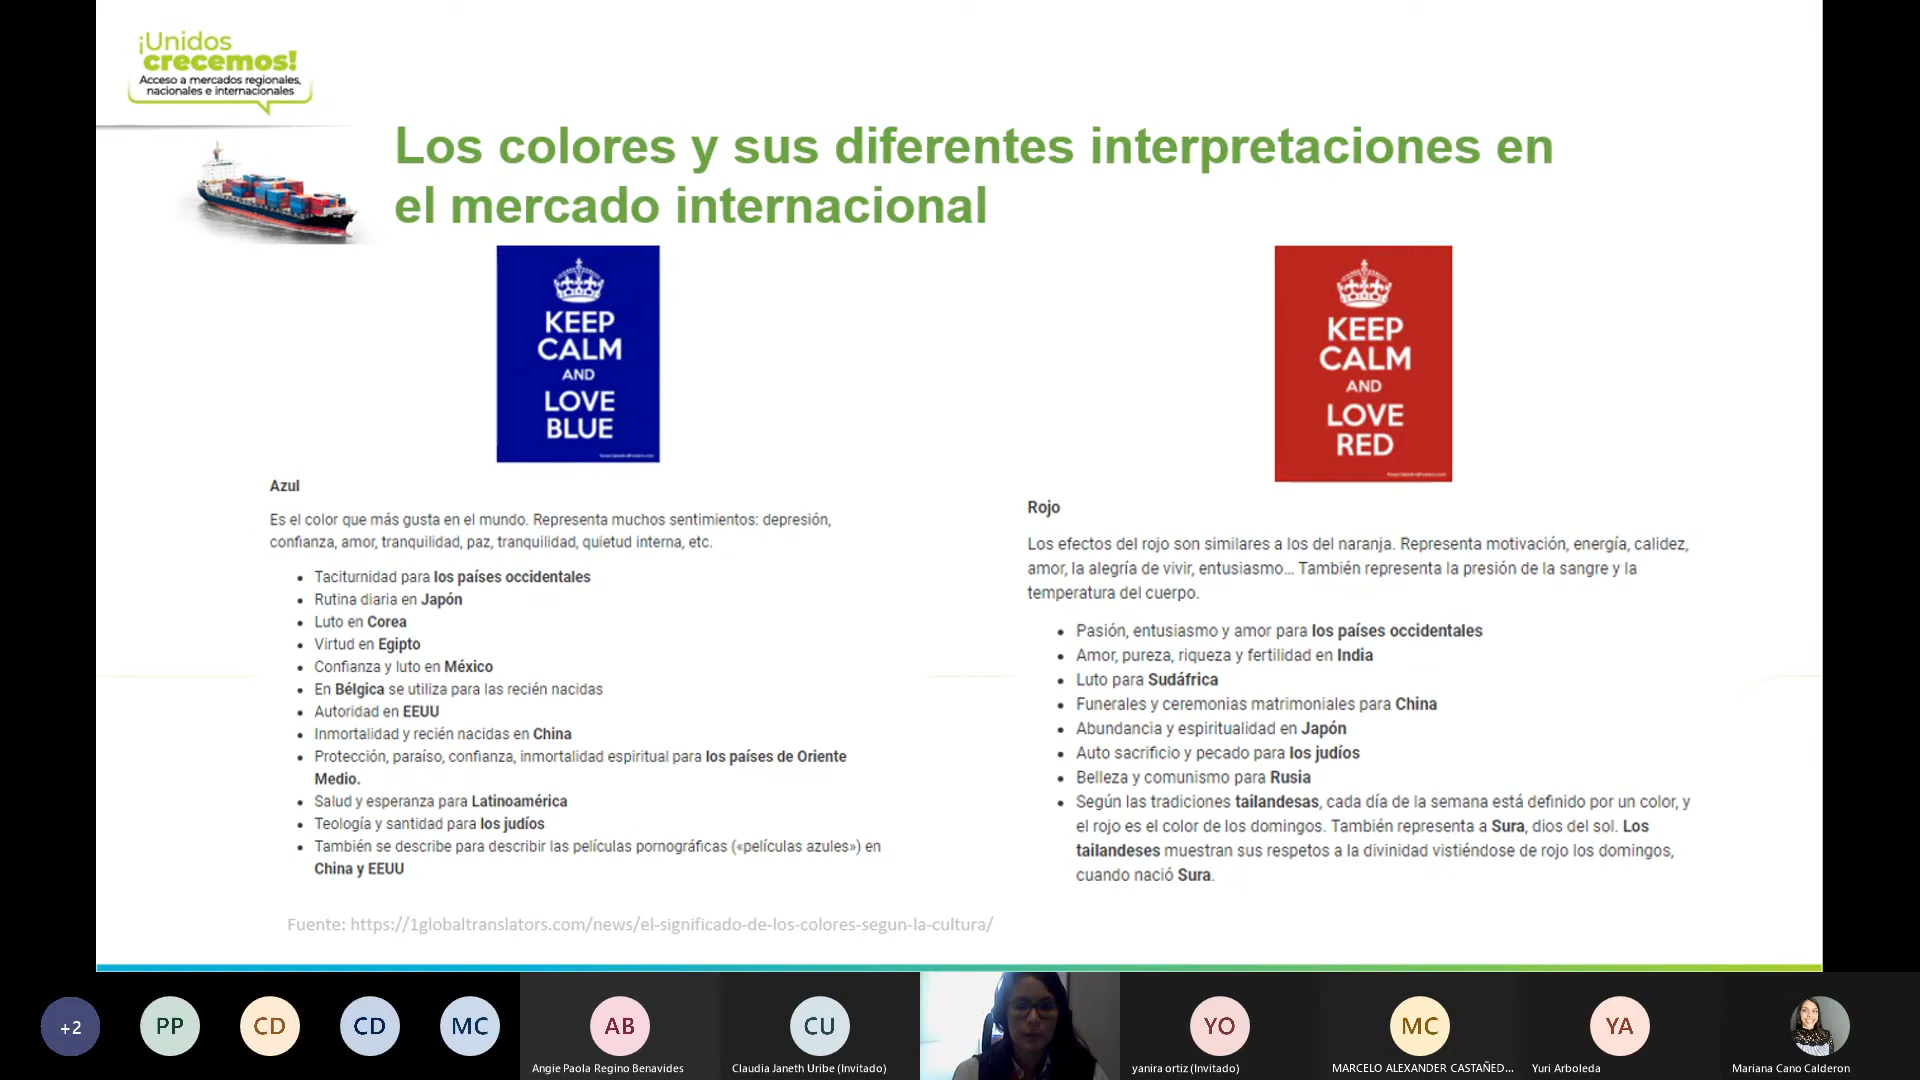 ¡Unidos
crecemos!
Acceso a mercados regionales,
nacionales e internacionales
Los colores y sus diferentes interpretaciones en
el mercado internacional
KEEP
CALM
AND
LOVE
BLUE
Azul
Es el color que más gusta en el mundo. Representa muchos sentimientos: depresión,
confianza, amor, tranquilidad, paz, tranquilidad, quietud interna, etc.
• Taciturnidad para los países occidentales
• Rutina diaria en Japón
• Luto en Corea
• Virtud en Egipto
• Confianza y luto en México
• En Bélgica se utiliza para las recién nacidas
• Autoridad en EEUU
• Inmortalidad y recién nacidas en China
• Protección, paraíso, confianza, inmortalidad espiritual para los países de Oriente
Medio.
• Salud y esperanza para Latinoamérica
• Teología y santidad para los judíos
• También se describe para describir las películas pornográficas («películas azules») en
China y EEUU
KEEP
CALM
AND
LOVE
RED
Rojo
Los efectos del rojo son similares a los del naranja. Representa motivación, energía, calidez,
amor, la alegría de vivir, entusiasmo... También representa la presión de la sangre y la
temperatura del cuerpo.
• Pasión, entusiasmo y amor para los países occidentales
• Amor, pureza, riqueza y fertilidad en India
• Luto para Sudáfrica
• Funerales y ceremonias matrimoniales para China
• Abundancia y espiritualidad en Japón
• Auto sacrificio y pecado para los judíos
• Belleza y comunismo para Rusia
• Según las tradiciones tailandesas, cada día de la semana está definido por un color, y
el rojo es el color de los domingos. También representa a Sura, dios del sol. Los
tailandeses muestran sus respetos a la divinidad vistiéndose de rojo los domingos,
cuando nació Sura.
Fuente: https://1globaltranslators.com/news/el-significado-de-los-colores-segun-la-cultura/
+2
PP
CD
CD
MC
AB
Angie Paola Regino Benavides
CU
Claudia Janeth Uribe (Invitado)
YO
yanira ortiz (Invitado)
MC
MARCELO ALEXANDER CASTAÑED...
YA
Yuri Arboleda
Mariana Cano Calderon